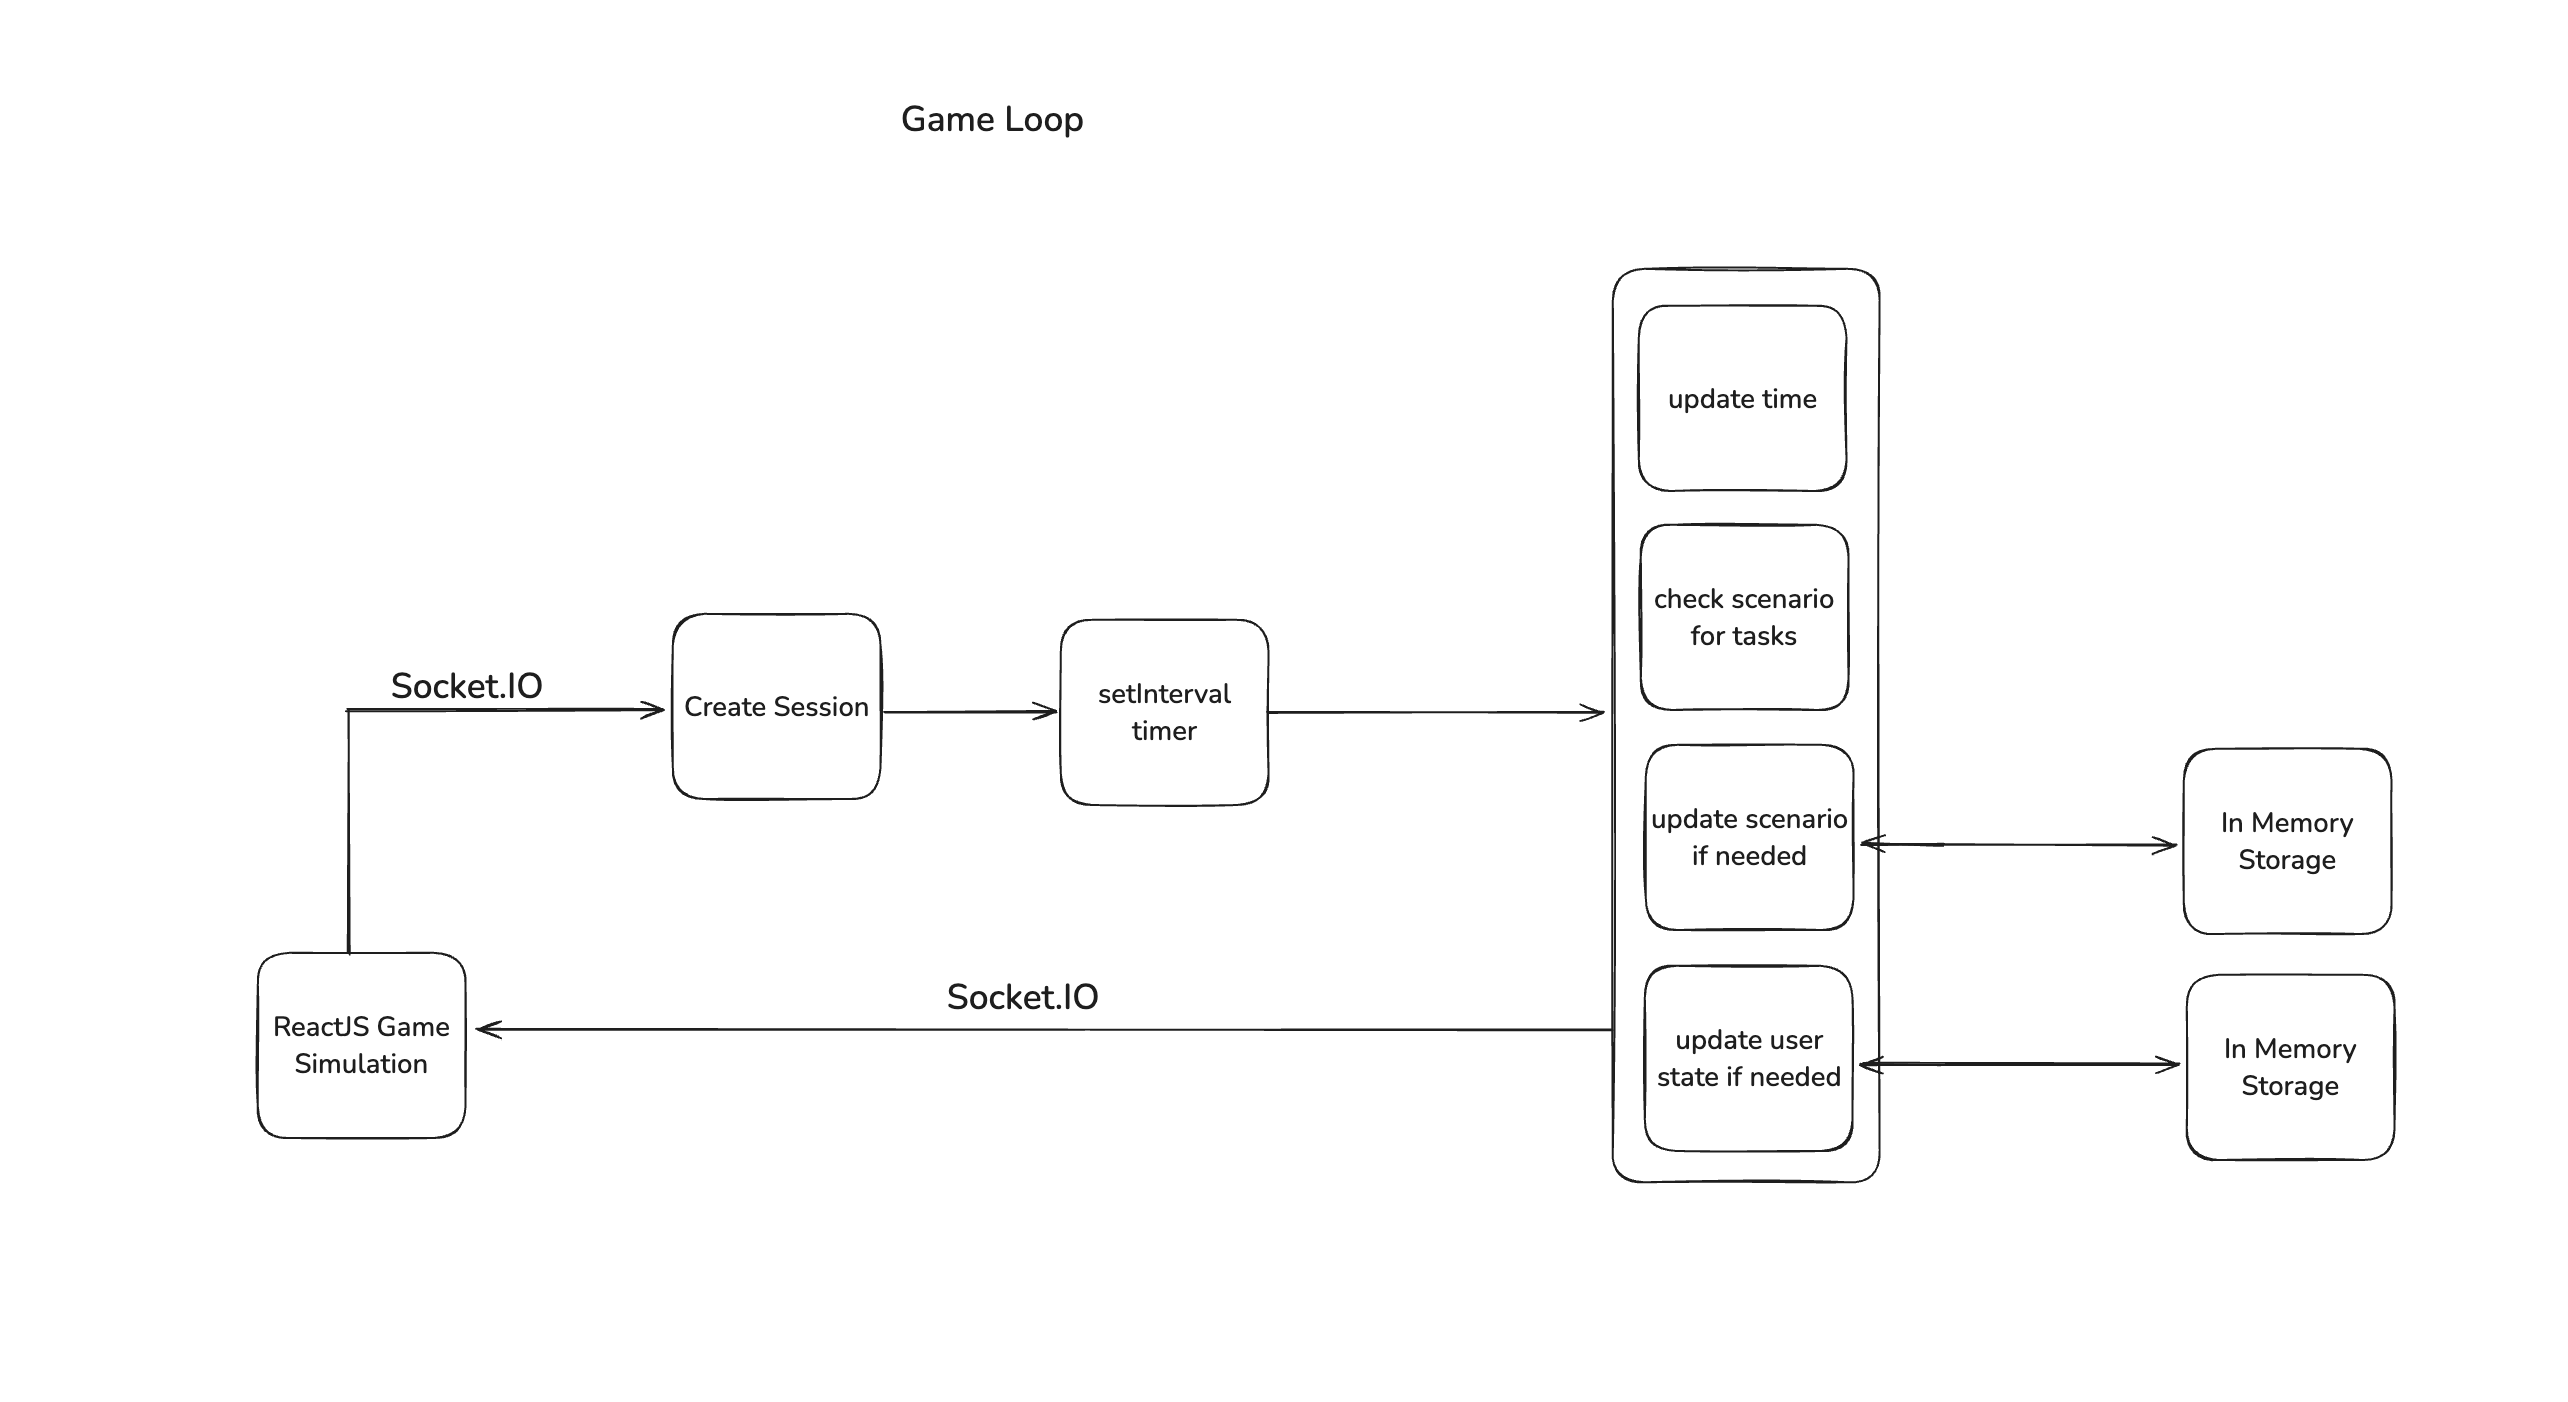 Game Loop
update time
check scenario
for tasks
Socket.IO
Create Session
setInterval
timer
update scenario
if needed
In Memory
Storage
ReactJS Game
Simulation
Socket.IO
update user
state if needed
In Memory
Storage